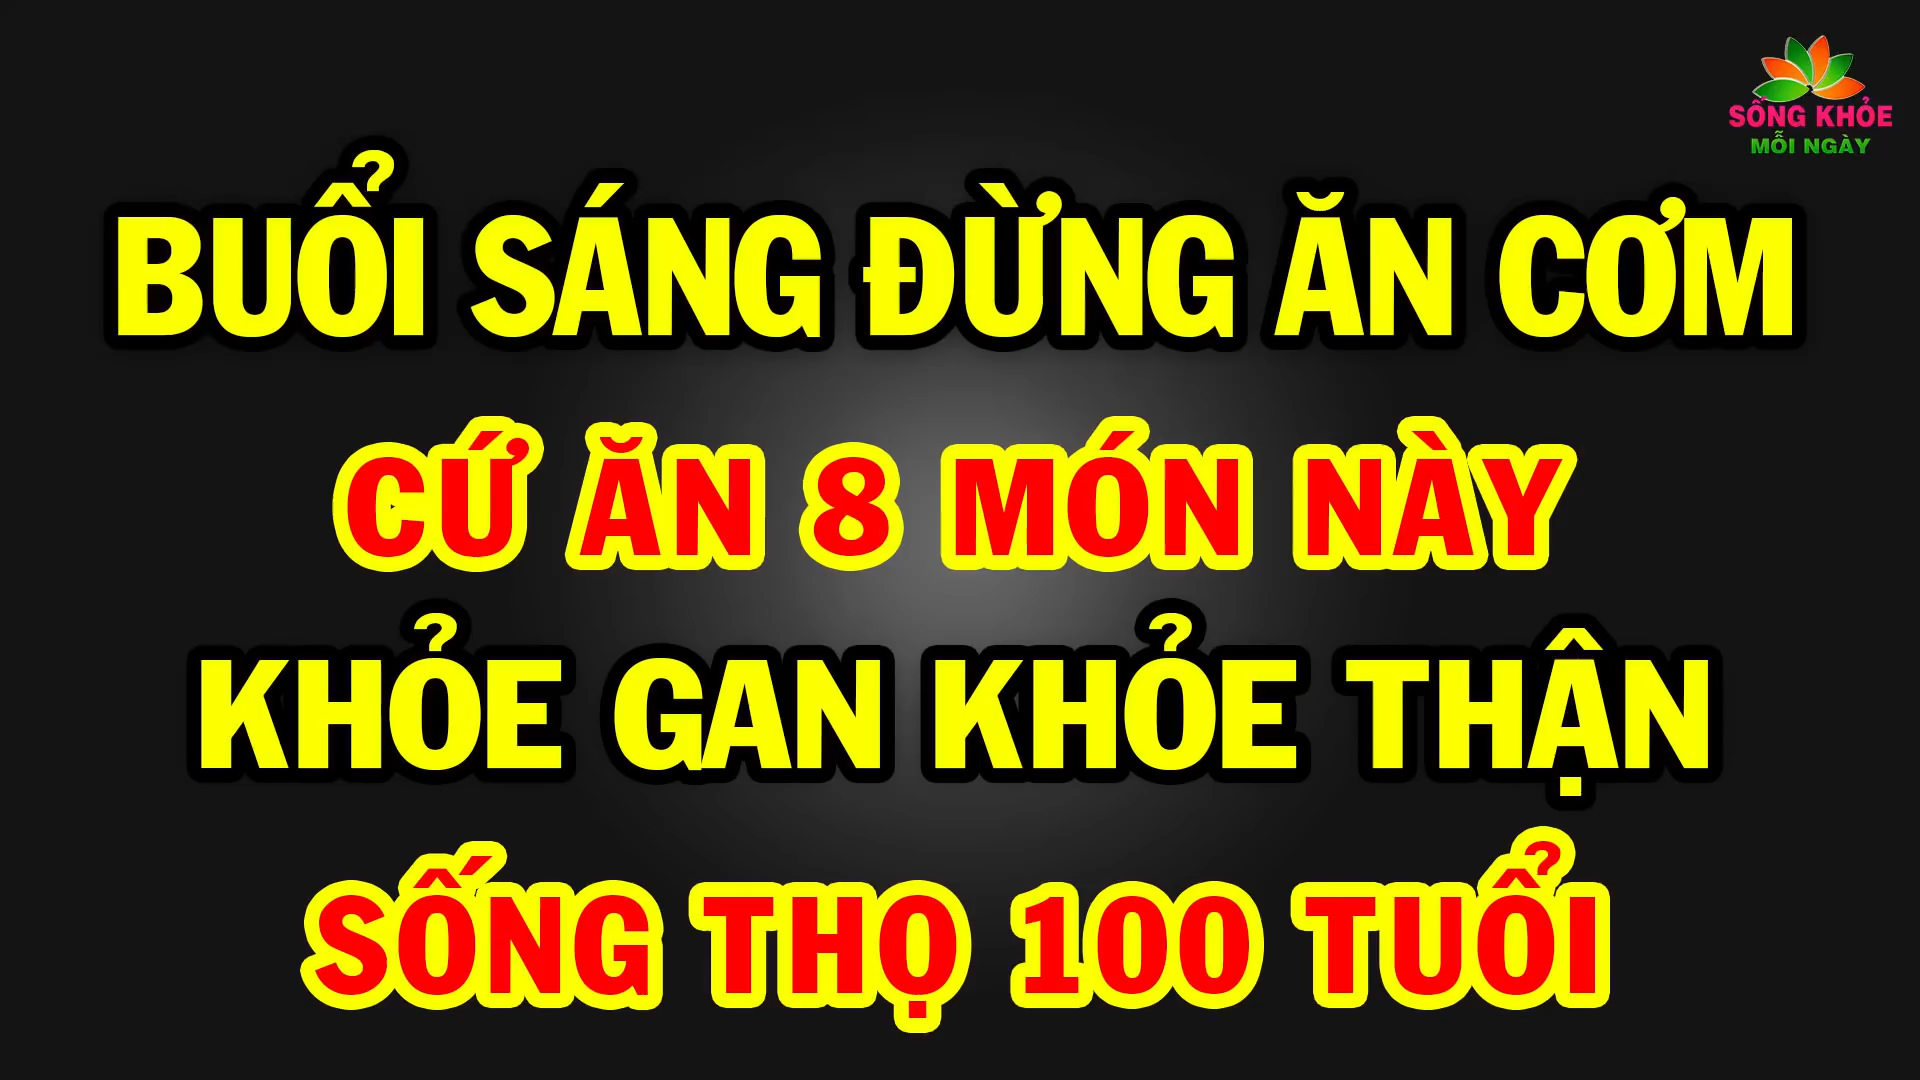 SỐNG KHỎE
MỖI NGÀY
BUỔI SÁNG ĐỪNG ĂN CƠM
CỨ ĂN 8 MÓN NÀY
KHỎE GAN KHỎE THẬN
SỐNG THỌ 100 TUỔI